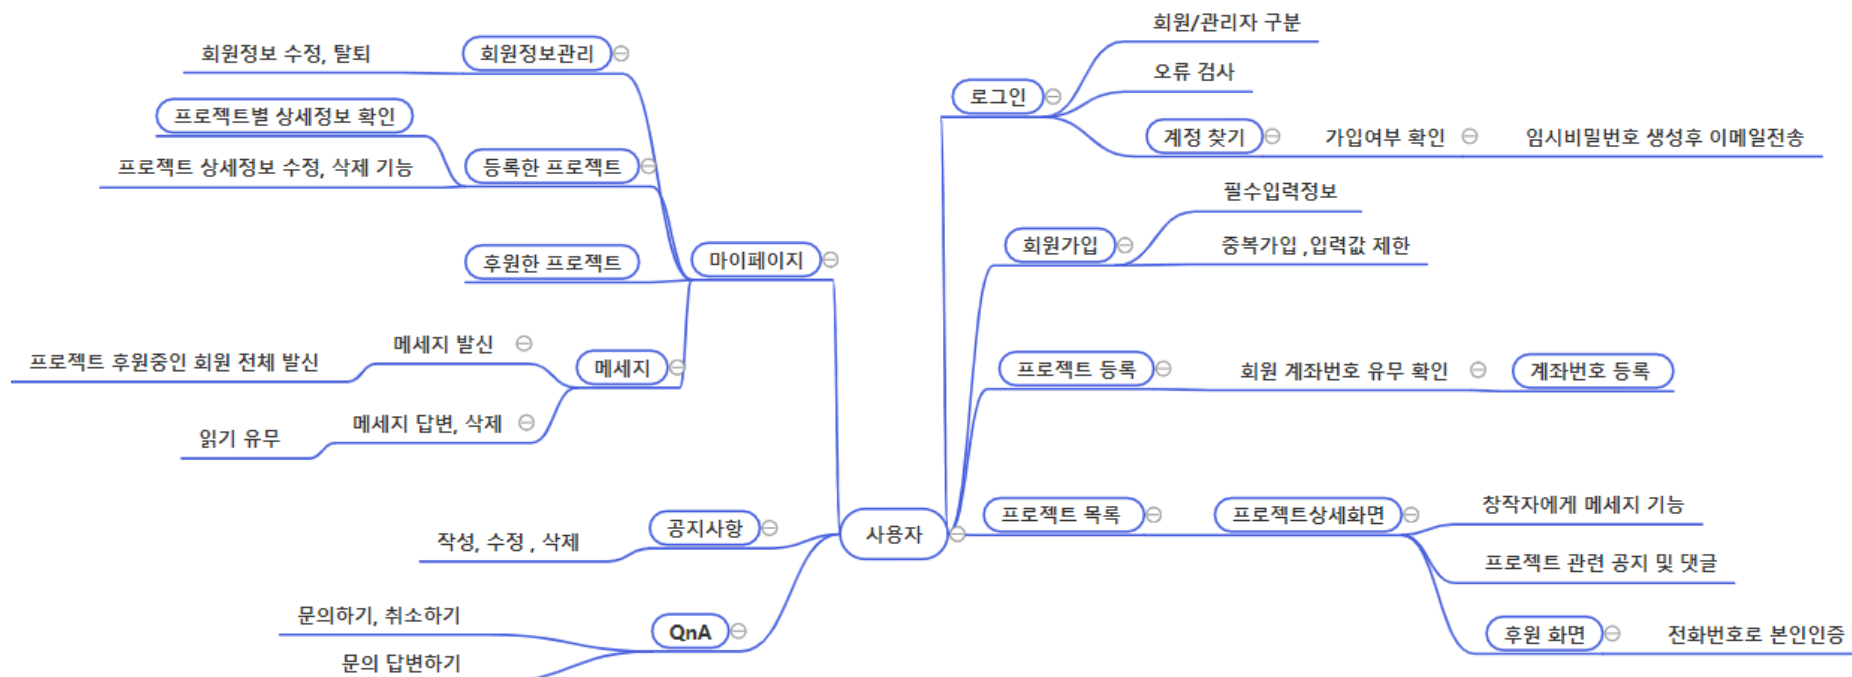 사용자
로그인
회원/관리자 구분
오류 검사
계정 찾기
가입여부 확인
임시비밀번호 생성후 이메일전송
회원가입
필수입력정보
중복가입 ,입력값 제한
프로젝트 등록
회원 계좌번호 유무 확인
계좌번호 등록
프로젝트 목록
프로젝트상세화면
창작자에게 메세지 기능
프로젝트 관련 공지 및 댓글
후원 화면
전화번호로 본인인증
마이페이지
회원정보관리
회원정보 수정, 탈퇴
등록한 프로젝트
프로젝트별 상세정보 확인
프로젝트 상세정보 수정, 삭제 기능
후원한 프로젝트
메세지
메세지 발신
프로젝트 후원중인 회원 전체 발신
메세지 답변, 삭제
읽기 유무
공지사항
작성, 수정 , 삭제
QnA
문의하기, 취소하기
문의 답변하기